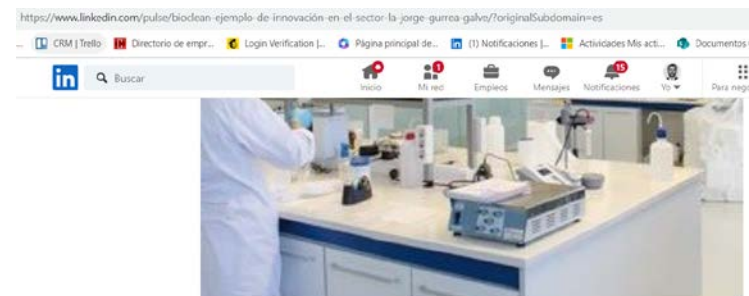 https://www.linkedin.com/pulse/bioclean-ejemplo-de-innovación-en-el-sector-la-jorge-gurrea-galvo/?originalSubdomain=es
CRM | Trello Directorio de empr... Login Verification |... Página principal de... (1) Notificaciones |... Actividades Mis acti... Documentos
in Buscar 1 15
Inicio Mi red Empleos Mensajes Notificaciones Yo Para nego